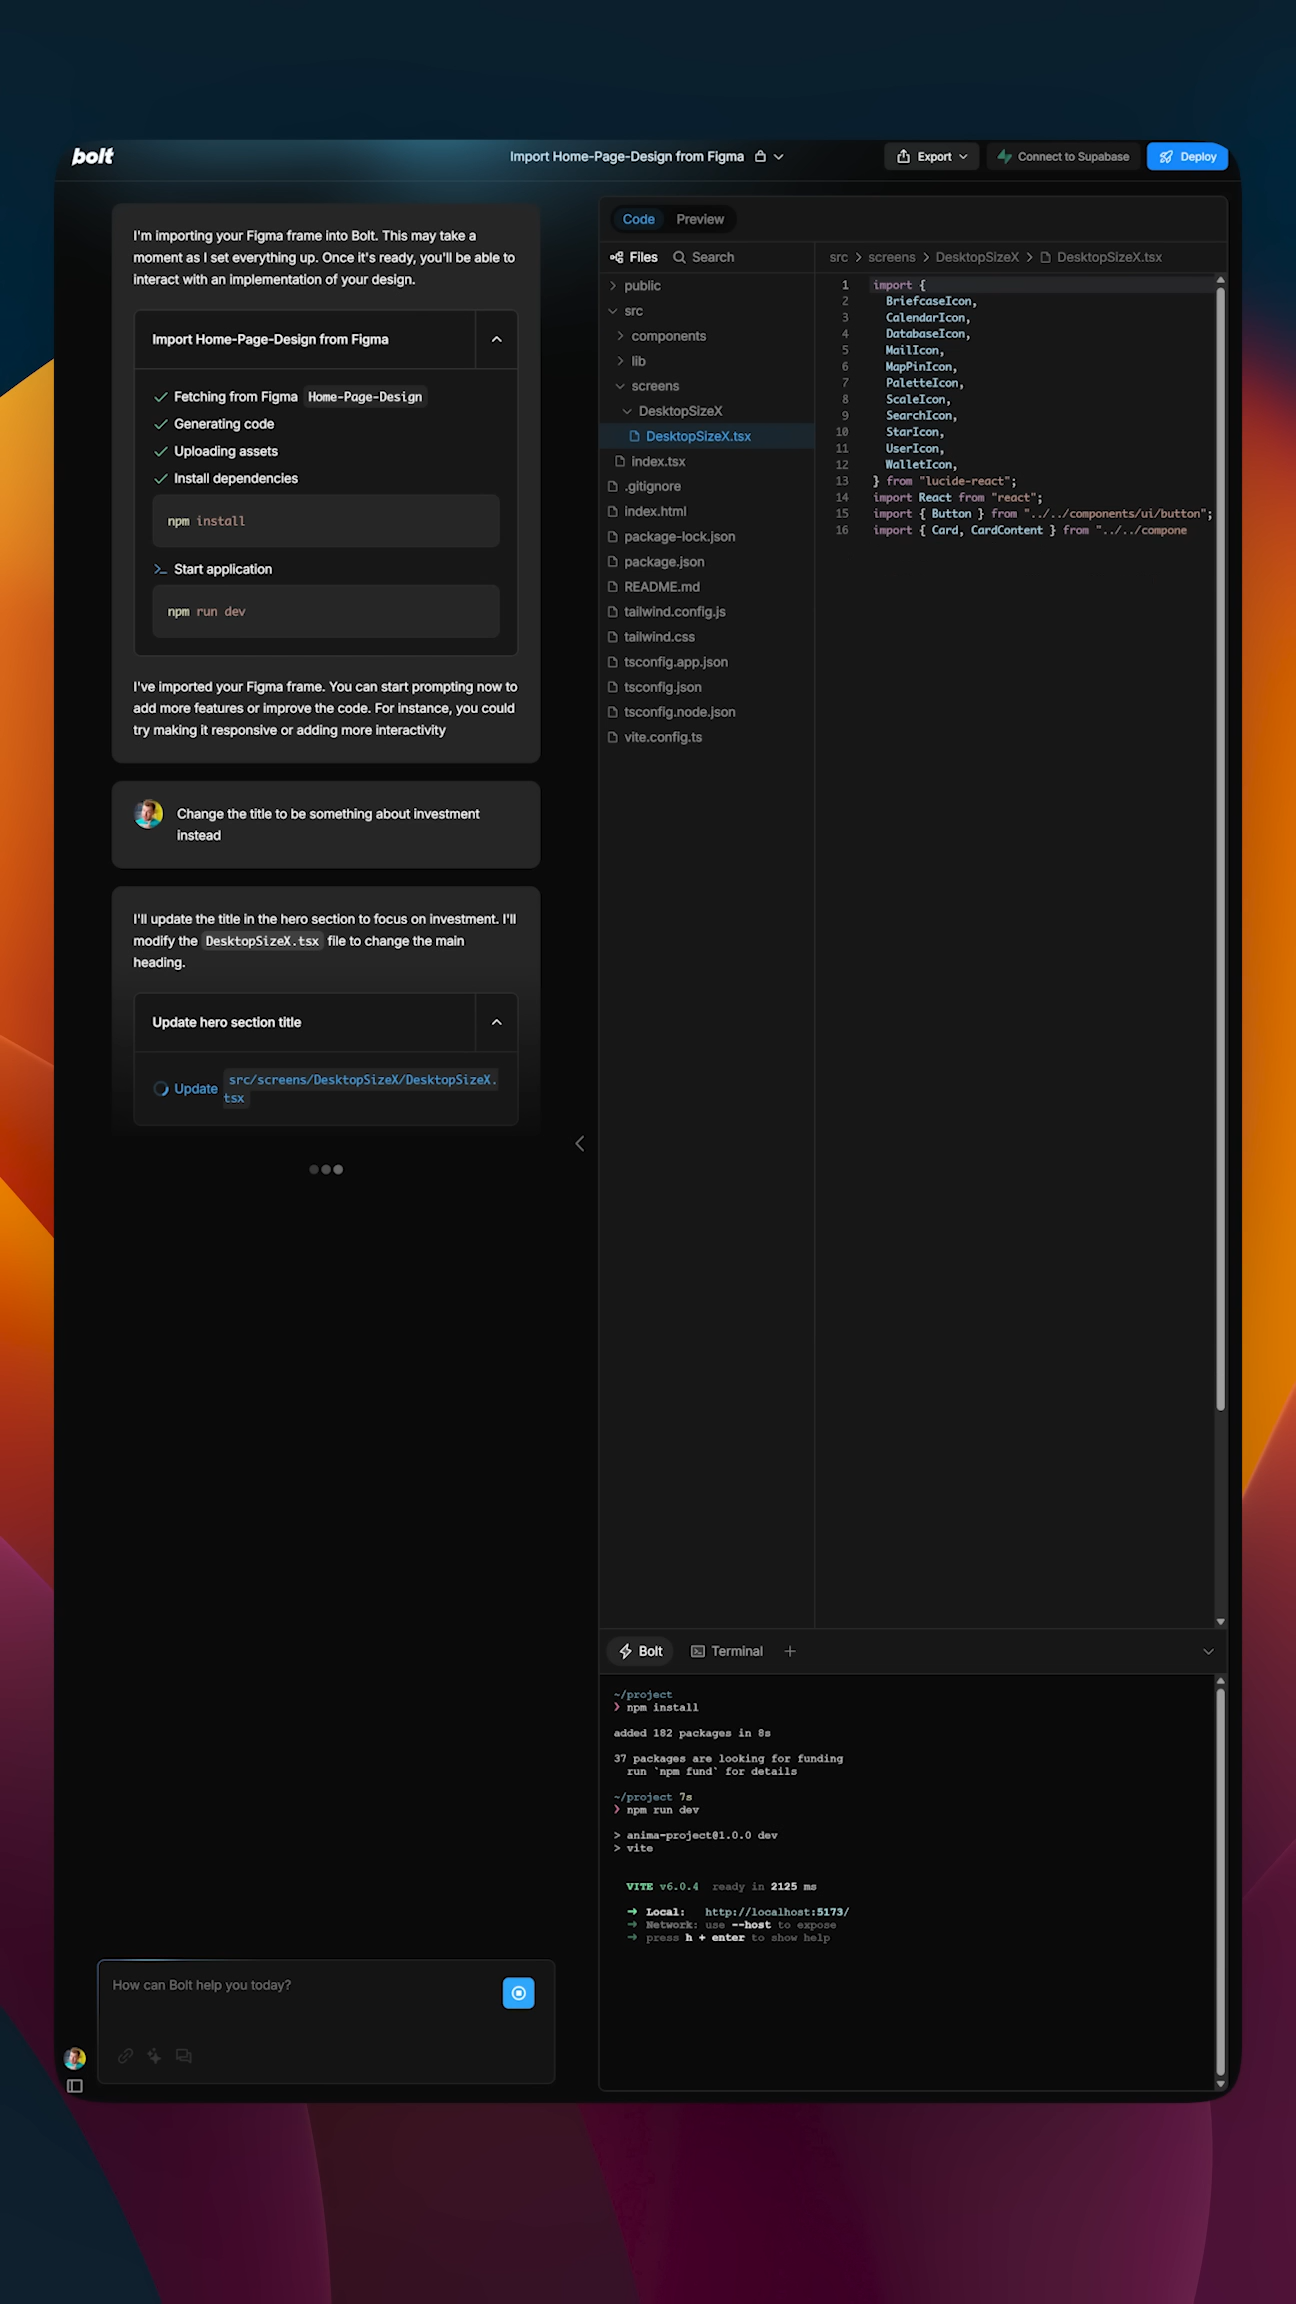 bolt
Import Home-Page-Design from Figma
Export
Connect to Supabase
Deploy
I'm importing your Figma frame into Bolt. This may take a
moment as I set everything up. Once it's ready, you'll be able to
interact with an implementation of your design.
Import Home-Page-Design from Figma
Fetching from Figma Home-Page-Design
Generating code
Uploading assets
Install dependencies
npm install
Start application
npm run dev
I've imported your Figma frame. You can start prompting now to
add more features or improve the code. For instance, you could
try making it responsive or adding more interactivity
Change the title to be something about investment
instead
I'll update the title in the hero section to focus on investment. I'll
modify the DesktopSizeX.tsx file to change the main
heading.
Update hero section title
Update src/screens/DesktopSizeX/DesktopSizeX.
tsx
How can Bolt help you today?
Code Preview
Files Search
public
src
components
lib
screens
DesktopSizeX
DesktopSizeX.tsx
index.tsx
.gitignore
index.html
package-lock.json
package.json
README.md
tailwind.config.js
tailwind.css
tsconfig.app.json
tsconfig.json
tsconfig.node.json
vite.config.ts
src > screens > DesktopSizeX > DesktopSizeX.tsx
1 import {
2 BriefcaseIcon,
3 CalendarIcon,
4 DatabaseIcon,
5 MailIcon,
6 MapPinIcon,
7 PaletteIcon,
8 ScaleIcon,
9 SearchIcon,
10 StarIcon,
11 UserIcon,
12 WalletIcon,
13 } from "lucide-react";
14 import React from "react";
15 import { Button } from "../../components/ui/button";
16 import { Card, CardContent } from "../../compone
Bolt Terminal +
~/project
❯ npm install
added 182 packages in 8s
37 packages are looking for funding
run `npm fund` for details
~/project 7s
❯ npm run dev
> anima-project@1.0.0 dev
> vite
VITE v6.0.4 ready in 2125 ms
➜ Local: http://localhost:5173/
➜ Network: use --host to expose
➜ press h + enter to show help